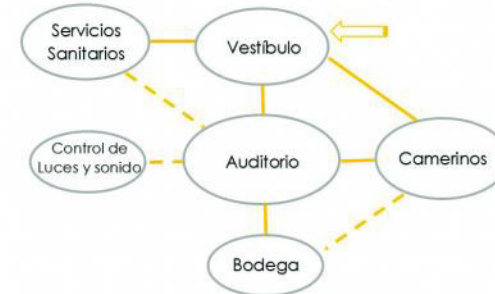 Servicios
Sanitarios
Vestíbulo
Control de
Luces y sonido
Auditorio
Camerinos
Bodega